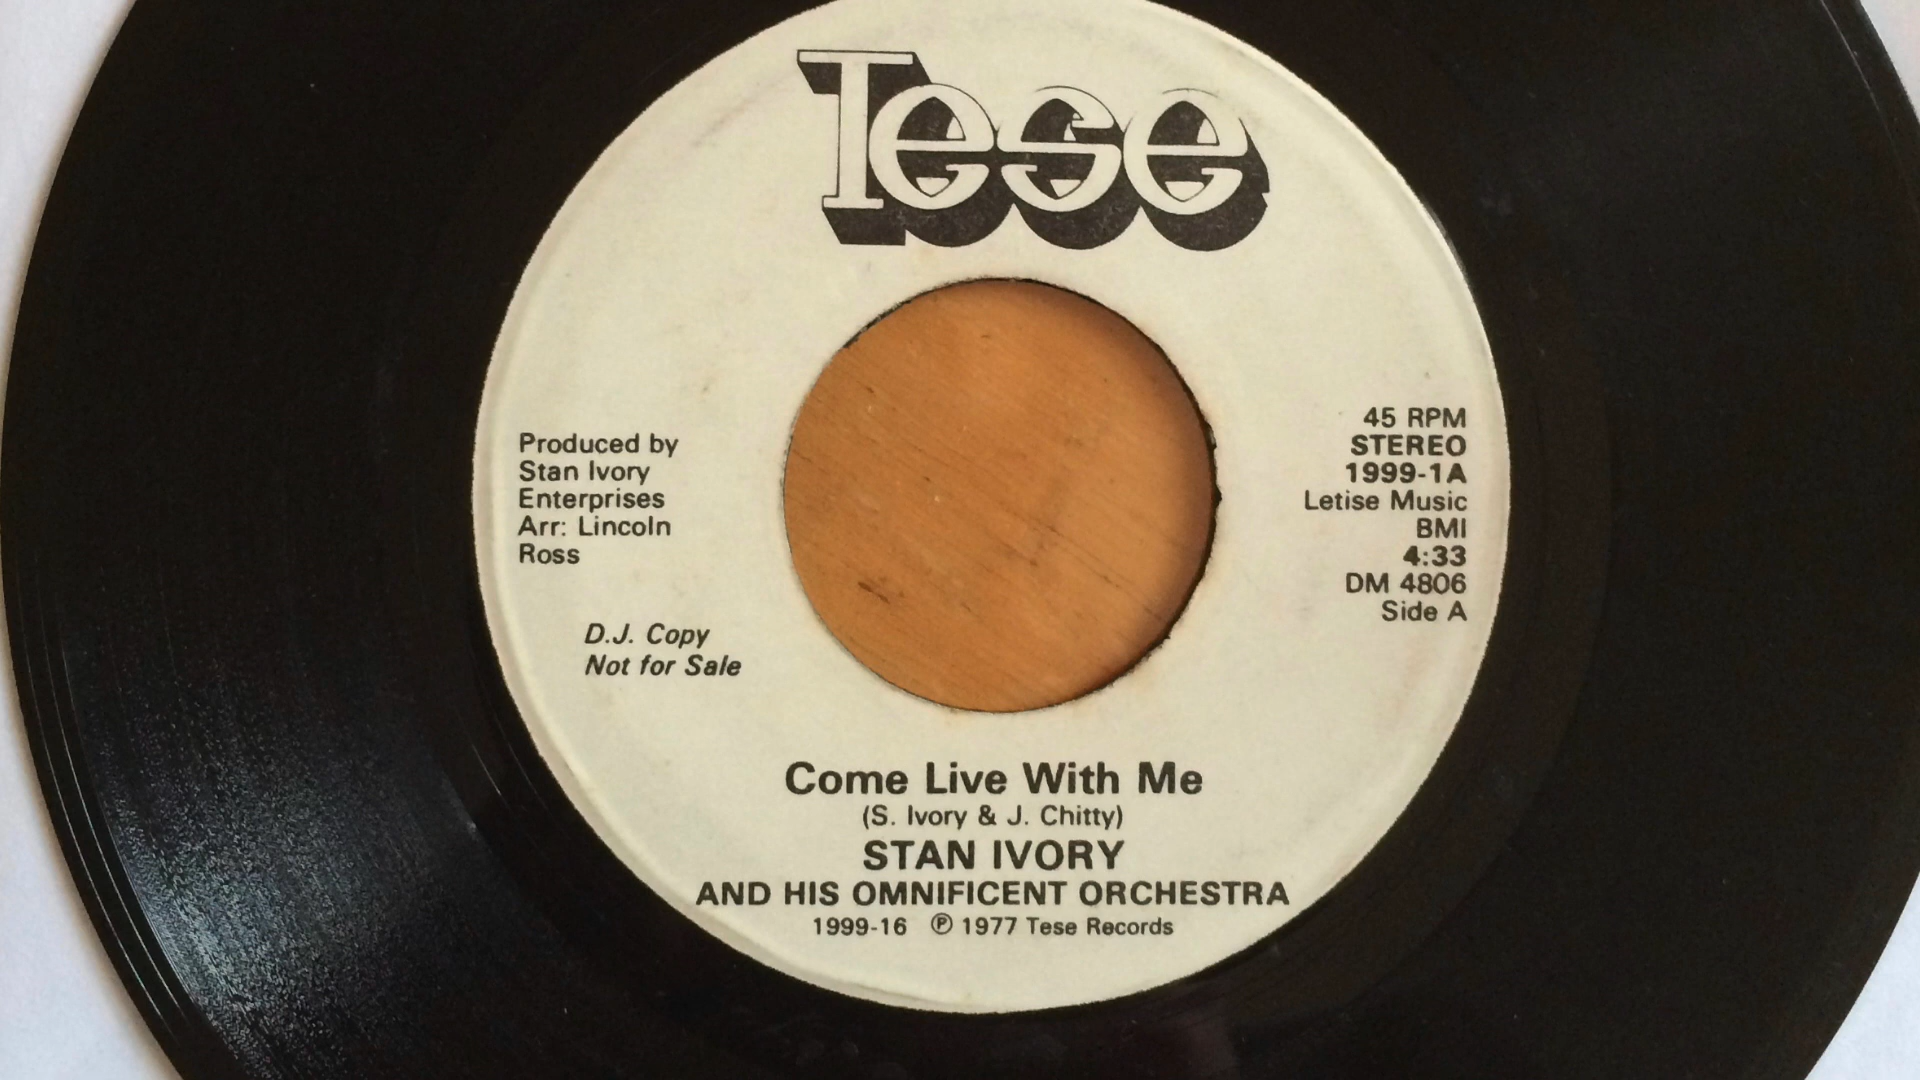 Tese
Produced by
Stan Ivory
Enterprises
Arr: Lincoln
Ross
D.J. Copy
Not for Sale
45 RPM
STEREO
1999-1A
Letise Music
BMI
4:33
DM 4806
Side A
Come Live With Me
(S. Ivory & J. Chitty)
STAN IVORY
AND HIS OMNIFICENT ORCHESTRA
1999-16 ℗ 1977 Tese Records